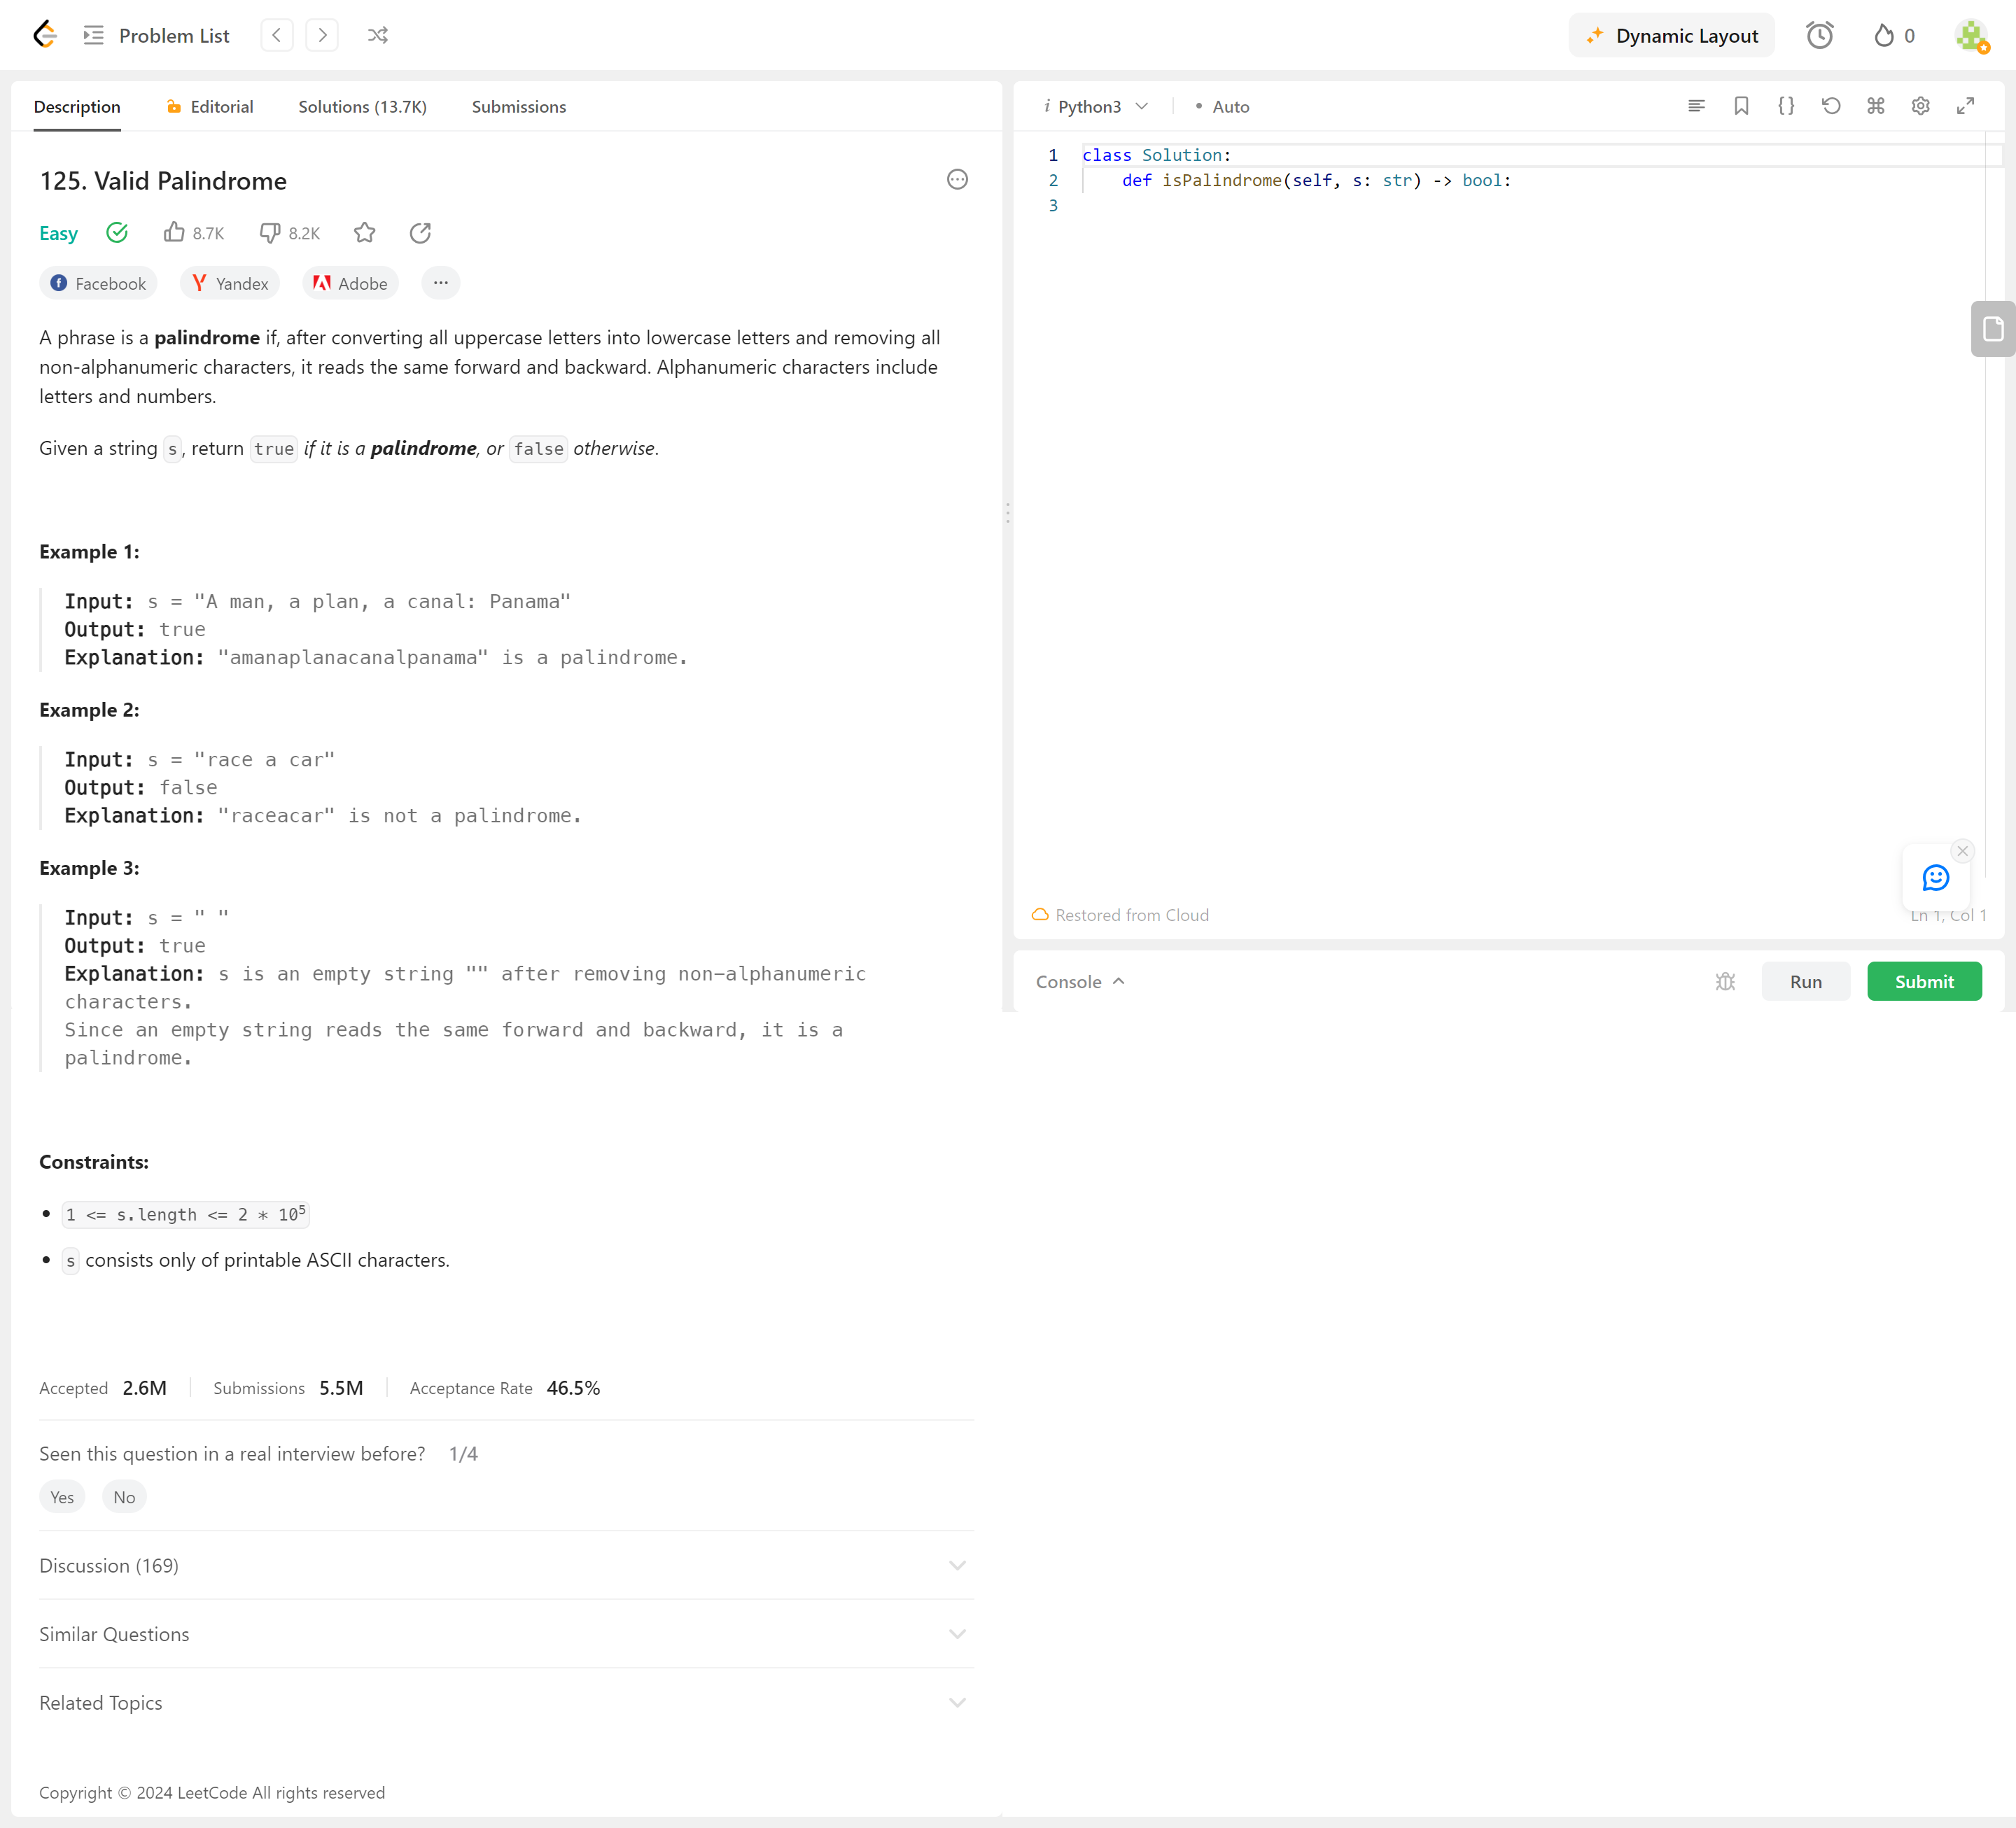 Problem List
Dynamic Layout
0
Description
Editorial
Solutions (13.7K)
Submissions
125. Valid Palindrome
Easy
8.7K
8.2K
Facebook
Yandex
Adobe
A phrase is a palindrome if, after converting all uppercase letters into lowercase letters and removing all
non-alphanumeric characters, it reads the same forward and backward. Alphanumeric characters include
letters and numbers.
Given a string s, return true if it is a palindrome, or false otherwise.
Example 1:
Input: s = "A man, a plan, a canal: Panama"
Output: true
Explanation: "amanaplanacanalpanama" is a palindrome.
Example 2:
Input: s = "race a car"
Output: false
Explanation: "raceacar" is not a palindrome.
Example 3:
Input: s = " "
Output: true
Explanation: s is an empty string "" after removing non-alphanumeric
characters.
Since an empty string reads the same forward and backward, it is a
palindrome.
Constraints:
• 1 <= s.length <= 2 * 10⁵
• s consists only of printable ASCII characters.
Accepted 2.6M
Submissions 5.5M
Acceptance Rate 46.5%
Seen this question in a real interview before? 1/4
Yes
No
Discussion (169)
Similar Questions
Related Topics
Copyright © 2024 LeetCode All rights reserved
i Python3
• Auto
1 class Solution:
2 def isPalindrome(self, s: str) -> bool:
3
Restored from Cloud
Ln 1, Col 1
Console
Run
Submit